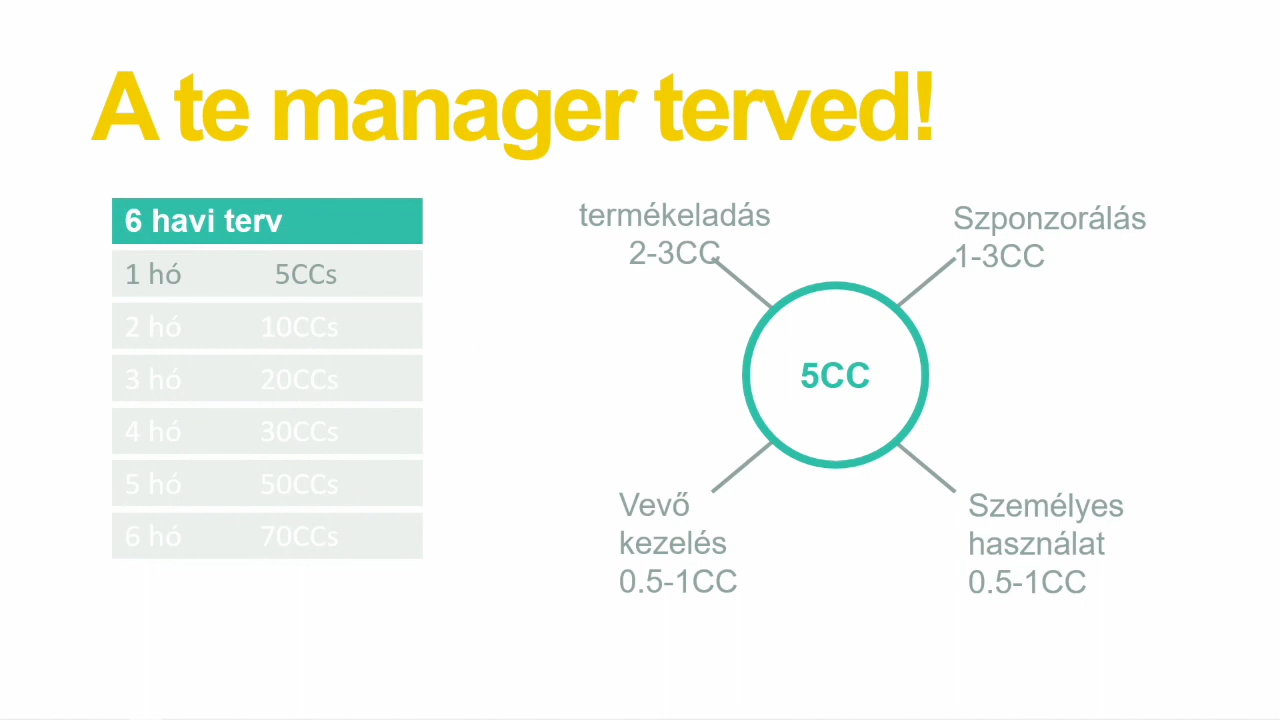 A te manager terved!
6 havi terv
1 hó 5CCs
2 hó 10CCs
3 hó 20CCs
4 hó 30CCs
5 hó 50CCs
6 hó 70CCs
termékeladás
2-3CC
Szponzorálás
1-3CC
5CC
Vevő
kezelés
0.5-1CC
Személyes
használat
0.5-1CC